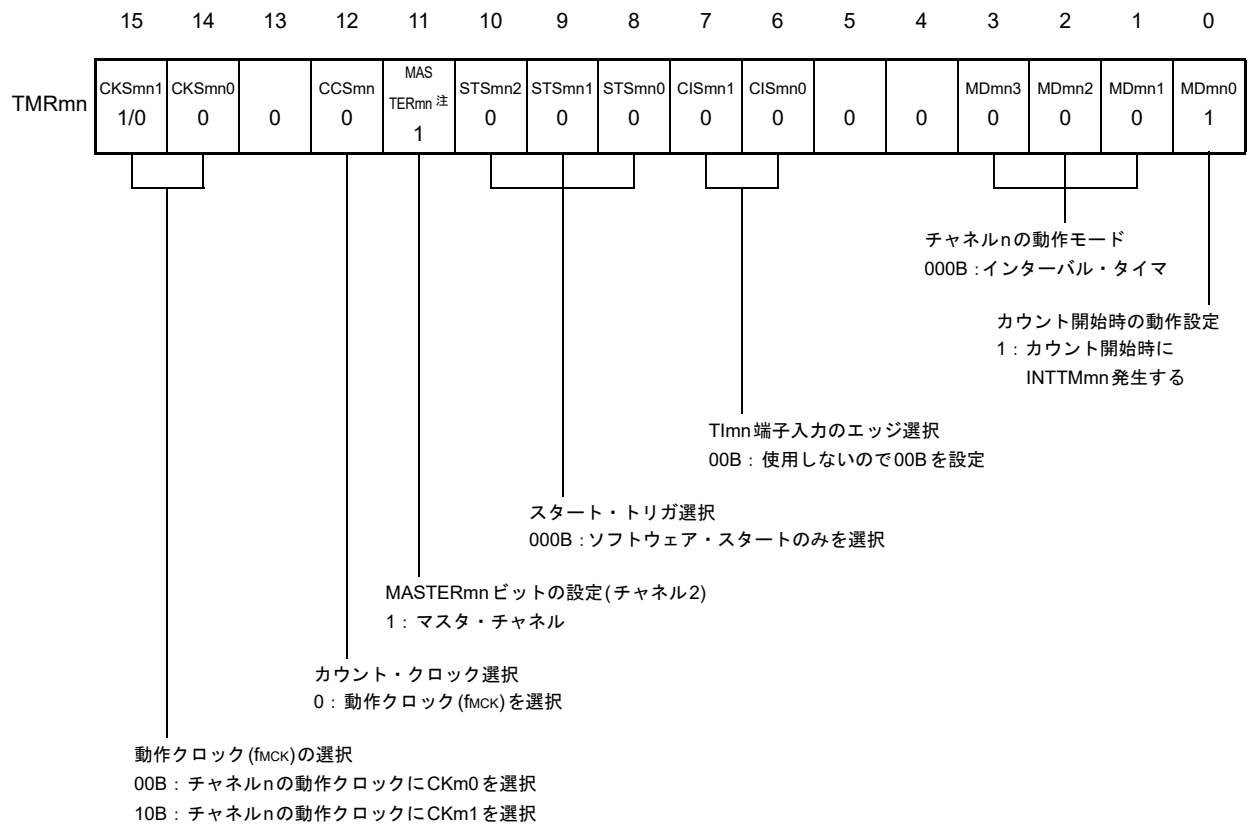 15 14 13 12 11 10 9 8 7 6 5 4 3 2 1 0
TMRmn
CKSmn1 CKSmn0 CCSmn MAS TERmn 注 STSmn2 STSmn1 STSmn0 CISmn1 CISmn0 MDmn3 MDmn2 MDmn1 MDmn0
1/0 0 0 0 1 0 0 0 0 0 0 0 0 0 0 1
チャネルnの動作モード
000B：インターバル・タイマ
カウント開始時の動作設定
1：カウント開始時に
INTTMmn発生する
TImn端子入力のエッジ選択
00B：使用しないので00Bを設定
スタート・トリガ選択
000B：ソフトウェア・スタートのみを選択
MASTERmnビットの設定(チャネル2)
1：マスタ・チャネル
カウント・クロック選択
0：動作クロック(fMCK)を選択
動作クロック(fMCK)の選択
00B：チャネルnの動作クロックにCKm0を選択
10B：チャネルnの動作クロックにCKm1を選択